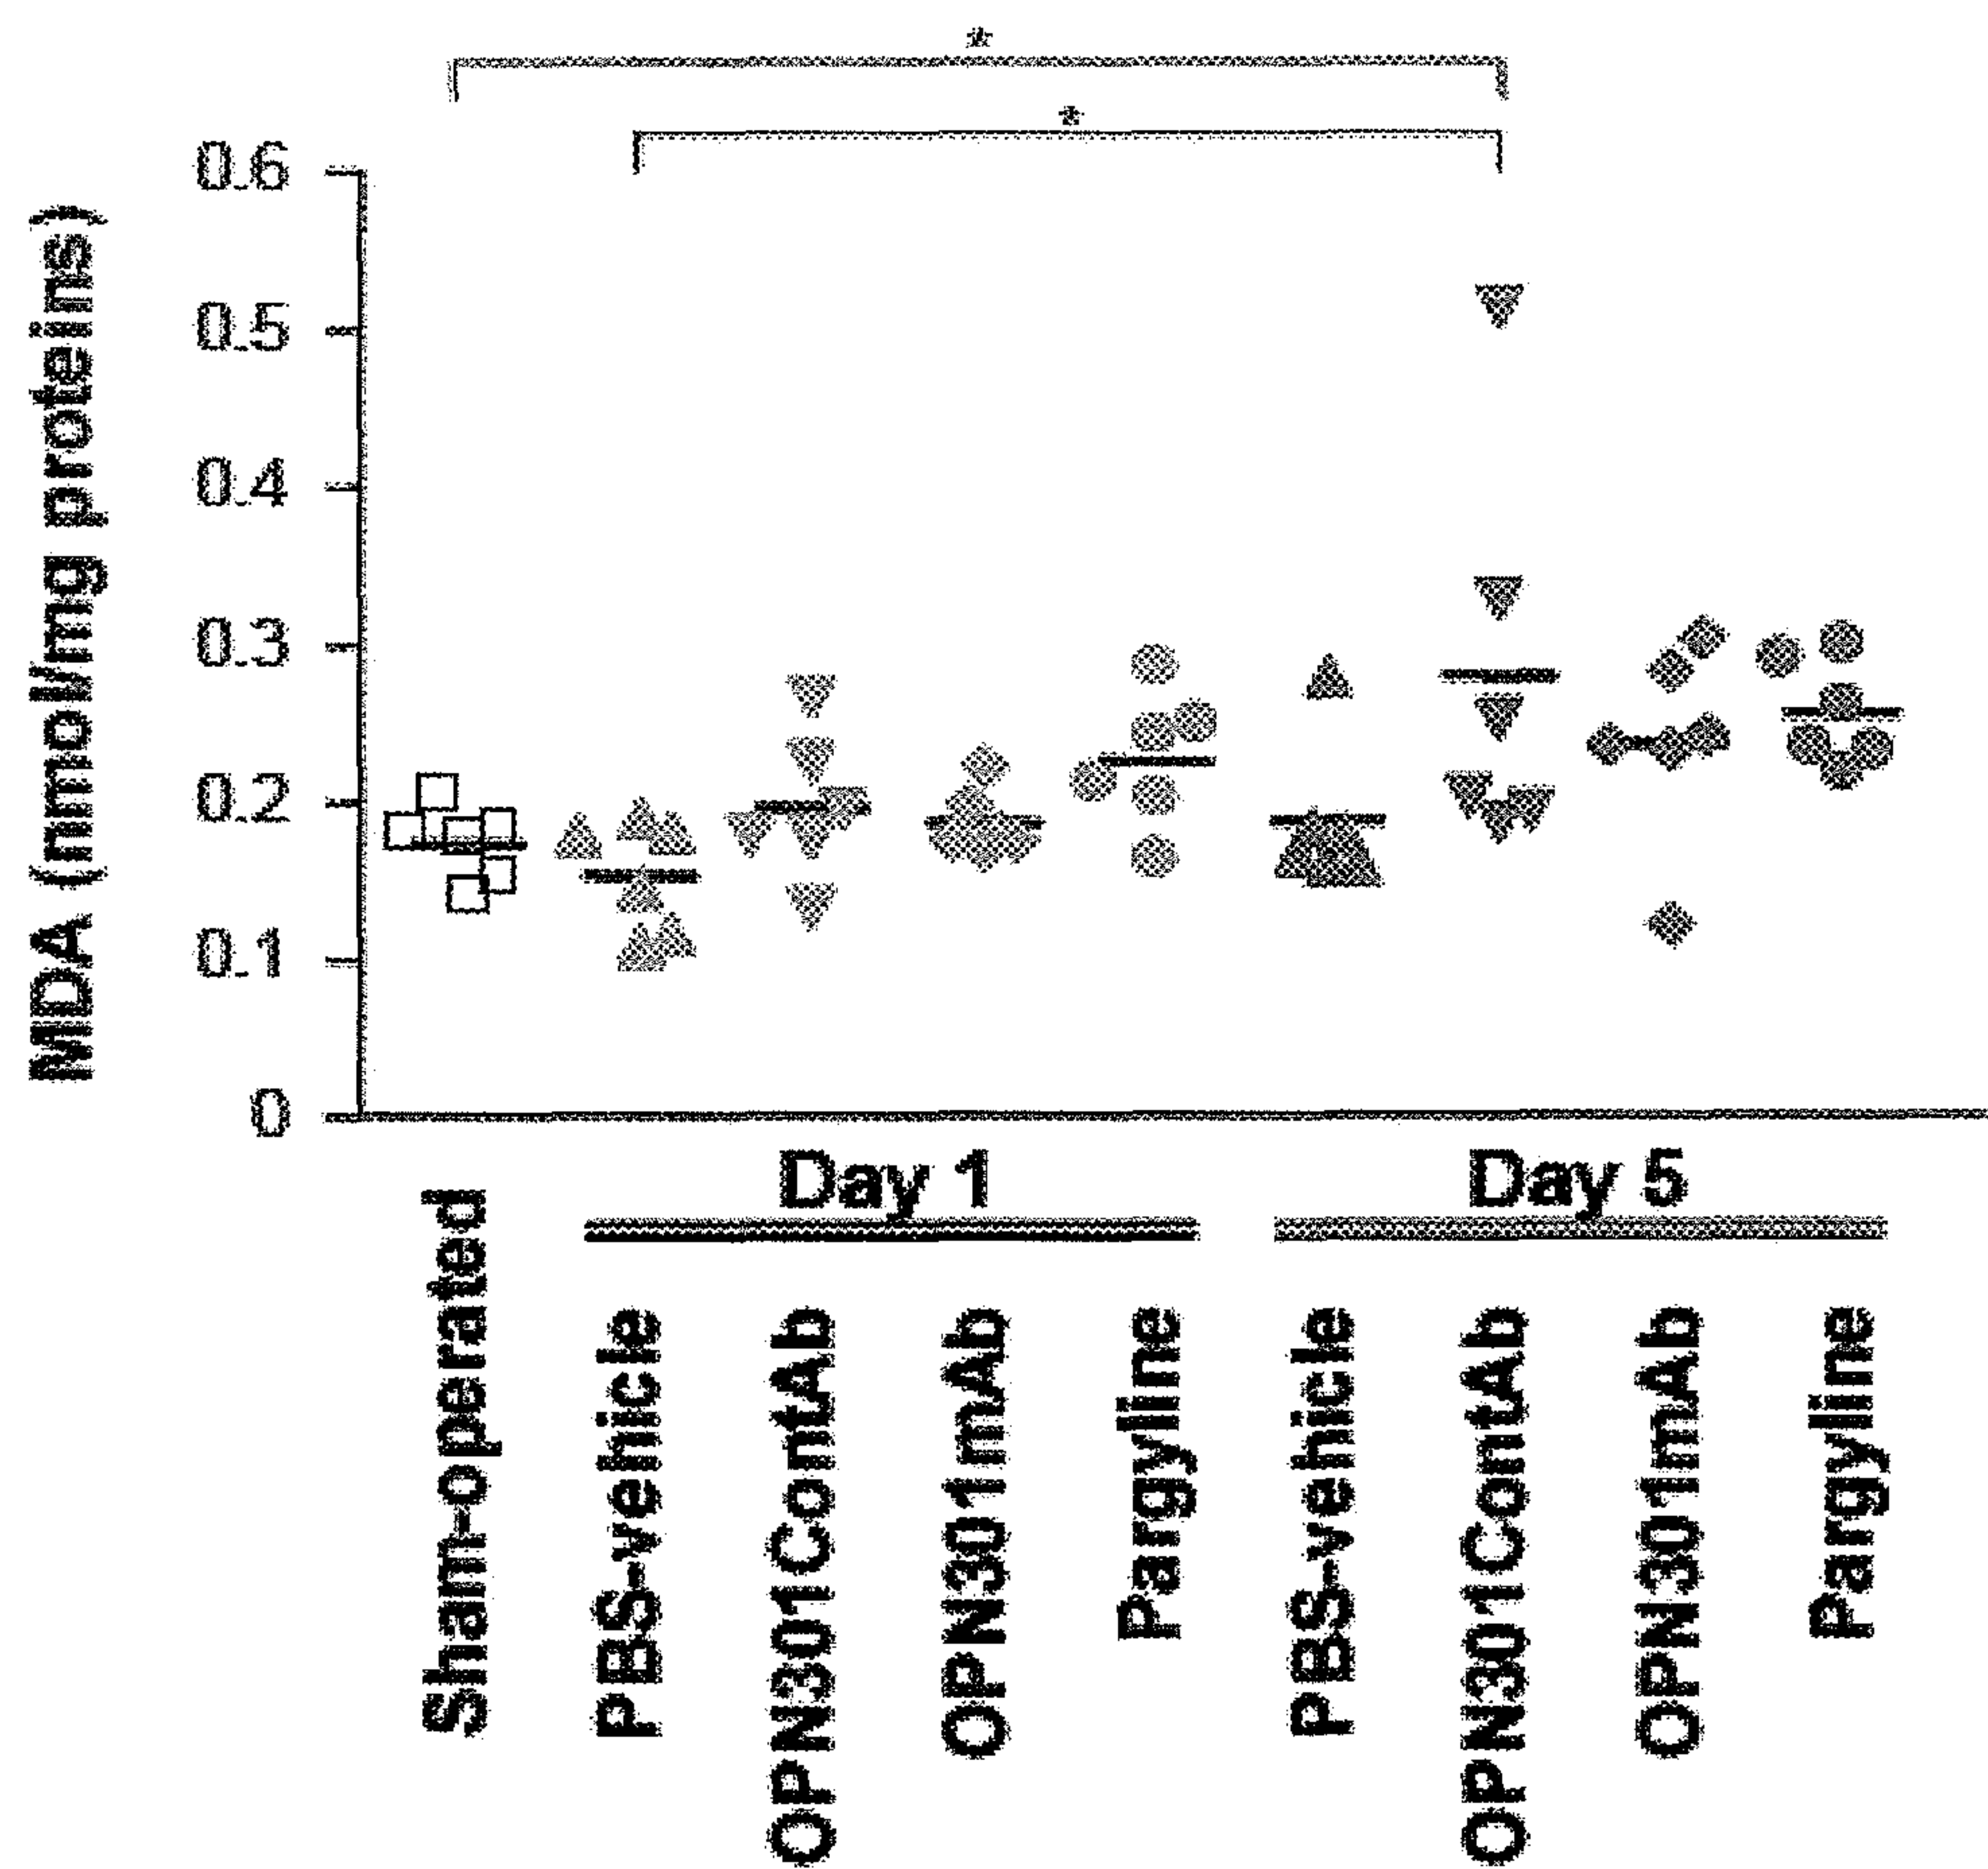 *
*
MDA (nmol/mg proteins)
0.6
0.5
0.4
0.3
0.2
0.1
0
Day 1
Day 5
Sham-operated
PBS-vehicle
OPN301ContAb
OPN301mAb
Pargyline
PBS-vehicle
OPN301ContAb
OPN301mAb
Pargyline